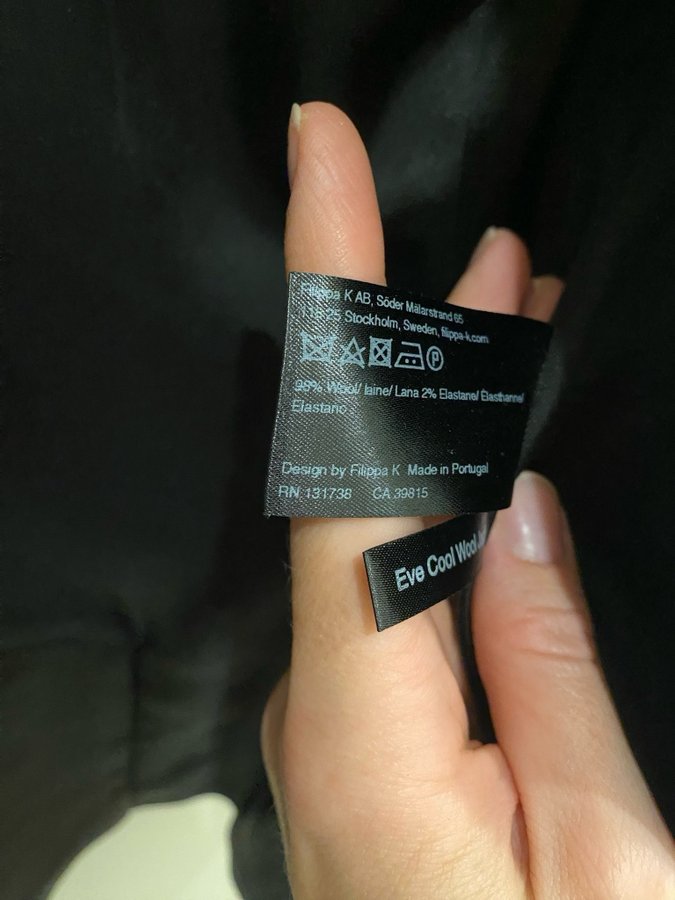 Filippa K AB, Söder Mälarstrand 65
118 25 Stockholm, Sweden, filippa-k.com
P
98% Wool/ laine/ Lana 2% Elastane/ Élasthanne/
Elastano
Design by Filippa K Made in Portugal
RN 131738 CA 39815
Eve Cool Wool